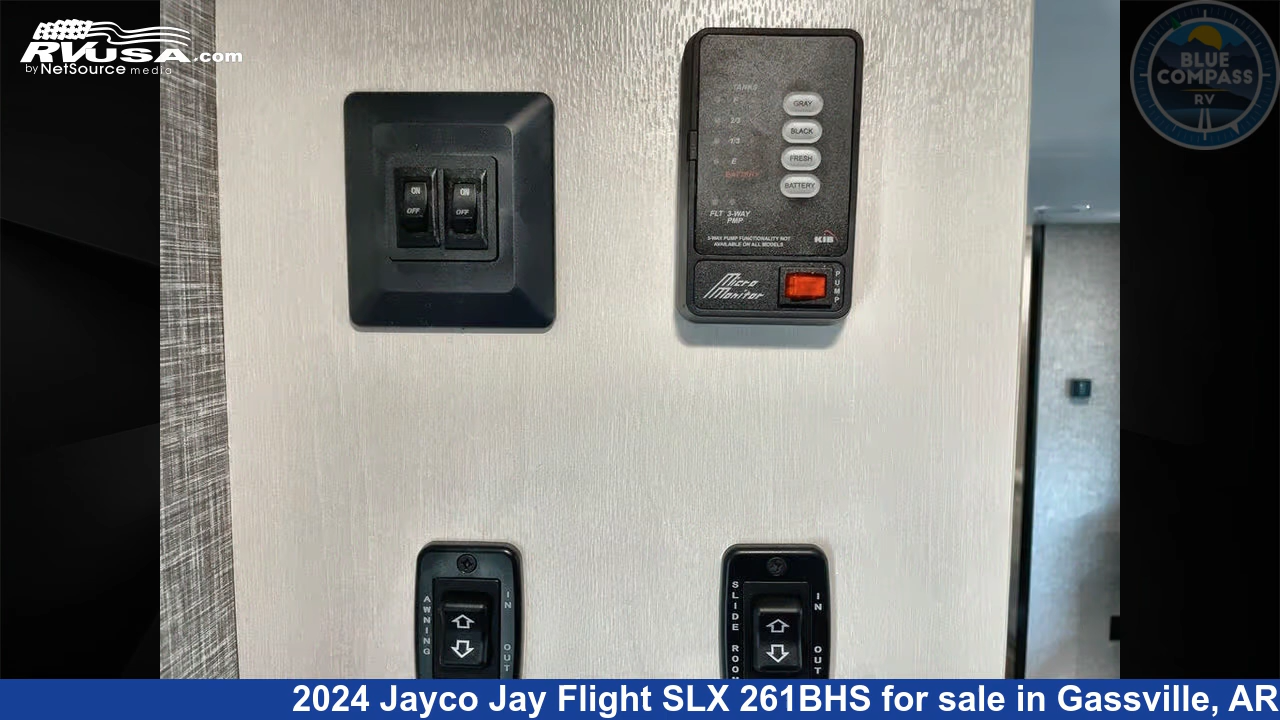 RVUSA.com
by NetSource media
BLUE
COMPASS
RV
TANKS
F
2/3
1/3
E
BATTERY
GRAY
BLACK
FRESH
BATTERY
FLT 3-WAY
PMP
3-WAY PUMP FUNCTIONALITY NOT
AVAILABLE ON ALL MODELS
KIB
Micro
Monitor
PUMP
ON
OFF
ON
OFF
AWNING
IN
OUT
SLIDE ROOM
IN
OUT
2024 Jayco Jay Flight SLX 261BHS for sale in Gassville, AR